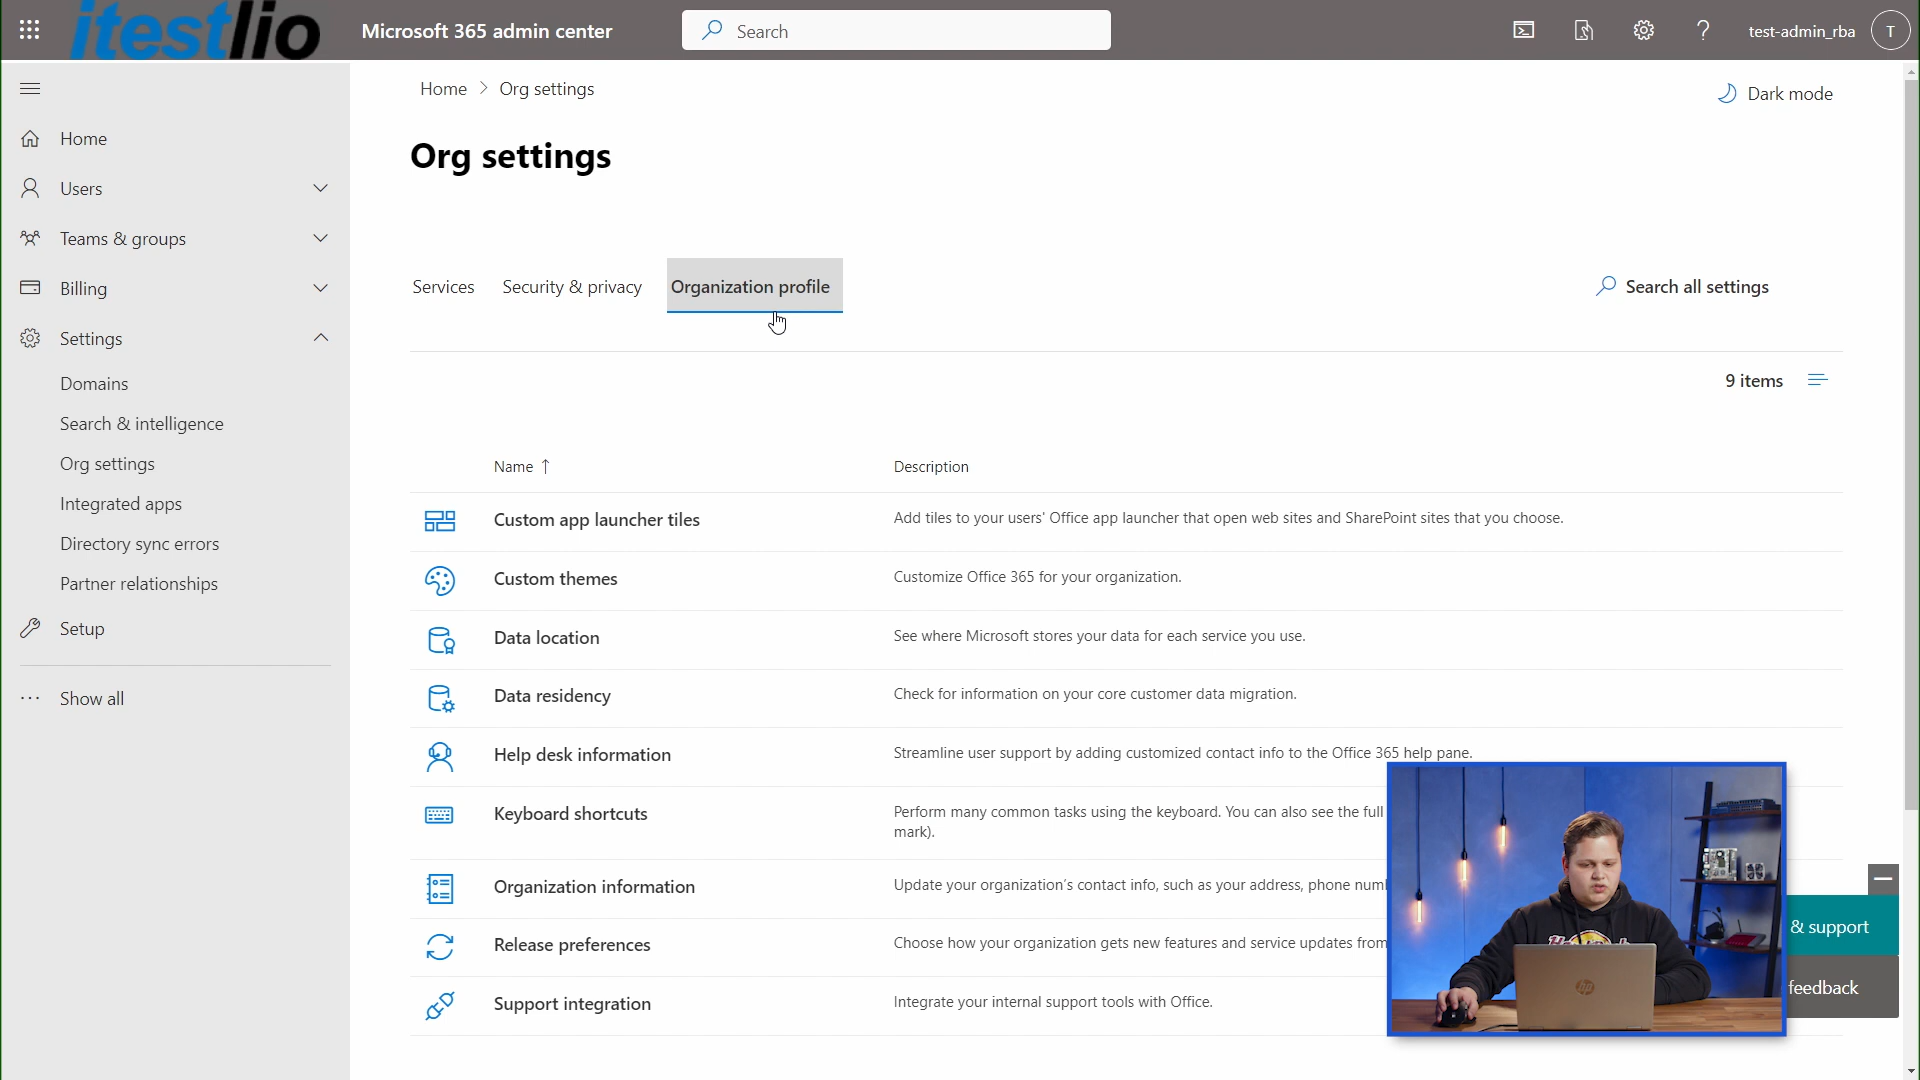 itestlio
Microsoft 365 admin center
Search
test-admin_rba
T
Home
Users
Teams & groups
Billing
Settings
Domains
Search & intelligence
Org settings
Integrated apps
Directory sync errors
Partner relationships
Setup
Show all
Home > Org settings
Dark mode
Org settings
Services
Security & privacy
Organization profile
Search all settings
9 items
Name ↑
Description
Custom app launcher tiles
Add tiles to your users' Office app launcher that open web sites and SharePoint sites that you choose.
Custom themes
Customize Office 365 for your organization.
Data location
See where Microsoft stores your data for each service you use.
Data residency
Check for information on your core customer data migration.
Help desk information
Streamline user support by adding customized contact info to the Office 365 help pane.
Keyboard shortcuts
Perform many common tasks using the keyboard. You can also see the full
mark).
Organization information
Update your organization's contact info, such as your address, phone num
Release preferences
Choose how your organization gets new features and service updates from
Support integration
Integrate your internal support tools with Office.
& support
feedback
hp